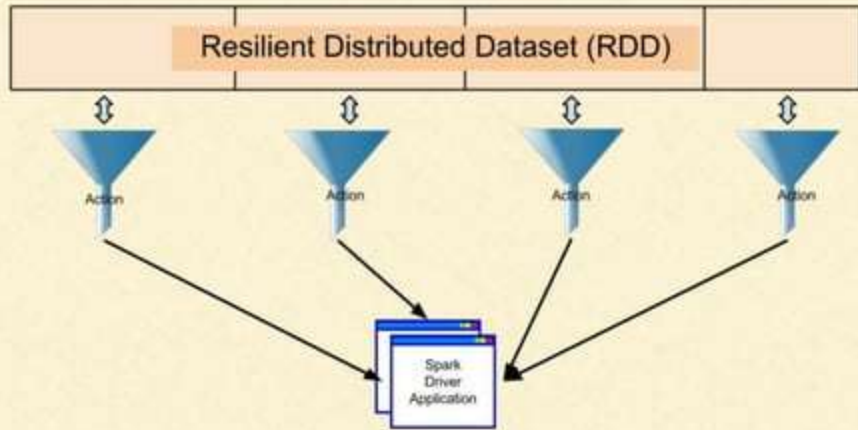 Resilient Distributed Dataset (RDD)
Action
Action
Action
Action
Spark
Driver
Application